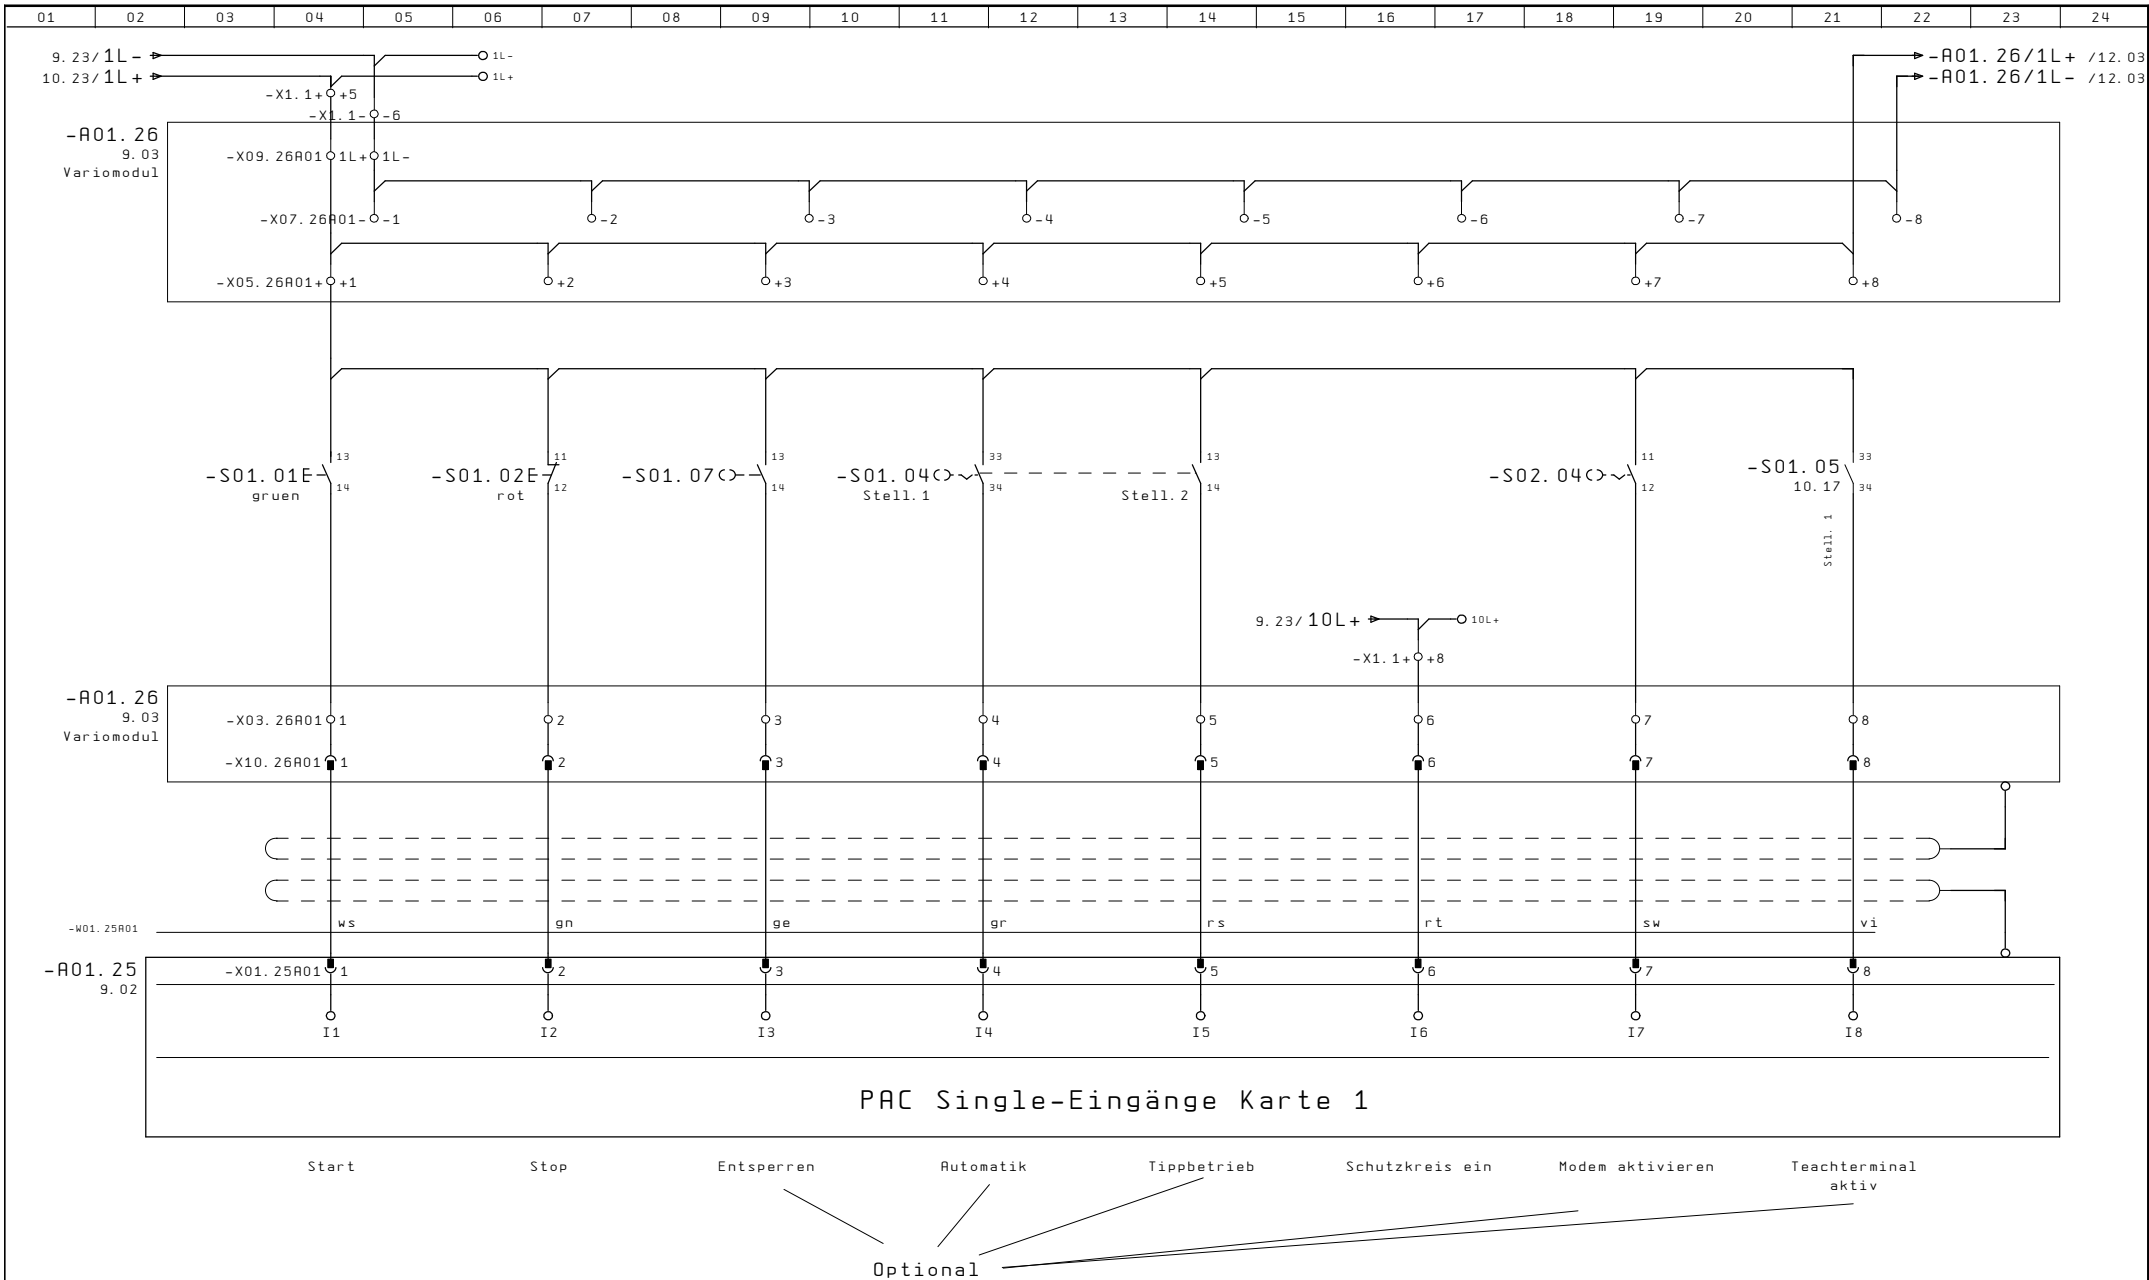 01 02 03 04 05 06 07 08 09 10 11 12 13 14 15 16 17 18 19 20 21 22 23 24
9.23/1L- 1L- -A01.26/1L+ /12.03
10.23/1L+ 1L+ -A01.26/1L- /12.03
-X1.1+ +5
-X1.1- -6
-A01.26
9.03
Variomodul
-X09.26A01 1L+ 1L-
-X07.26A01- -1 -2 -3 -4 -5 -6 -7 -8
-X05.26A01+ +1 +2 +3 +4 +5 +6 +7 +8
13 11 13 33 13 11 33
-S01.01E -S01.02E -S01.07 -S01.04 -S02.04 -S01.05
14 12 14 34 14 12 34
gruen rot Stell.1 Stell.2 10.17
Stell. 1
9.23/10L+ 10L+
-X1.1+ +8
-A01.26
9.03
Variomodul
-X03.26A01 1 2 3 4 5 6 7 8
-X10.26A01 1 2 3 4 5 6 7 8
ws gn ge gr rs rt sw vi
-W01.25A01
-A01.25
9.02
-X01.25A01 1 2 3 4 5 6 7 8
I1 I2 I3 I4 I5 I6 I7 I8
PAC Single-Eingänge Karte 1
Start Stop Entsperren Automatik Tippbetrieb Schutzkreis ein Modem aktivieren Teachterminal
aktiv
Optional